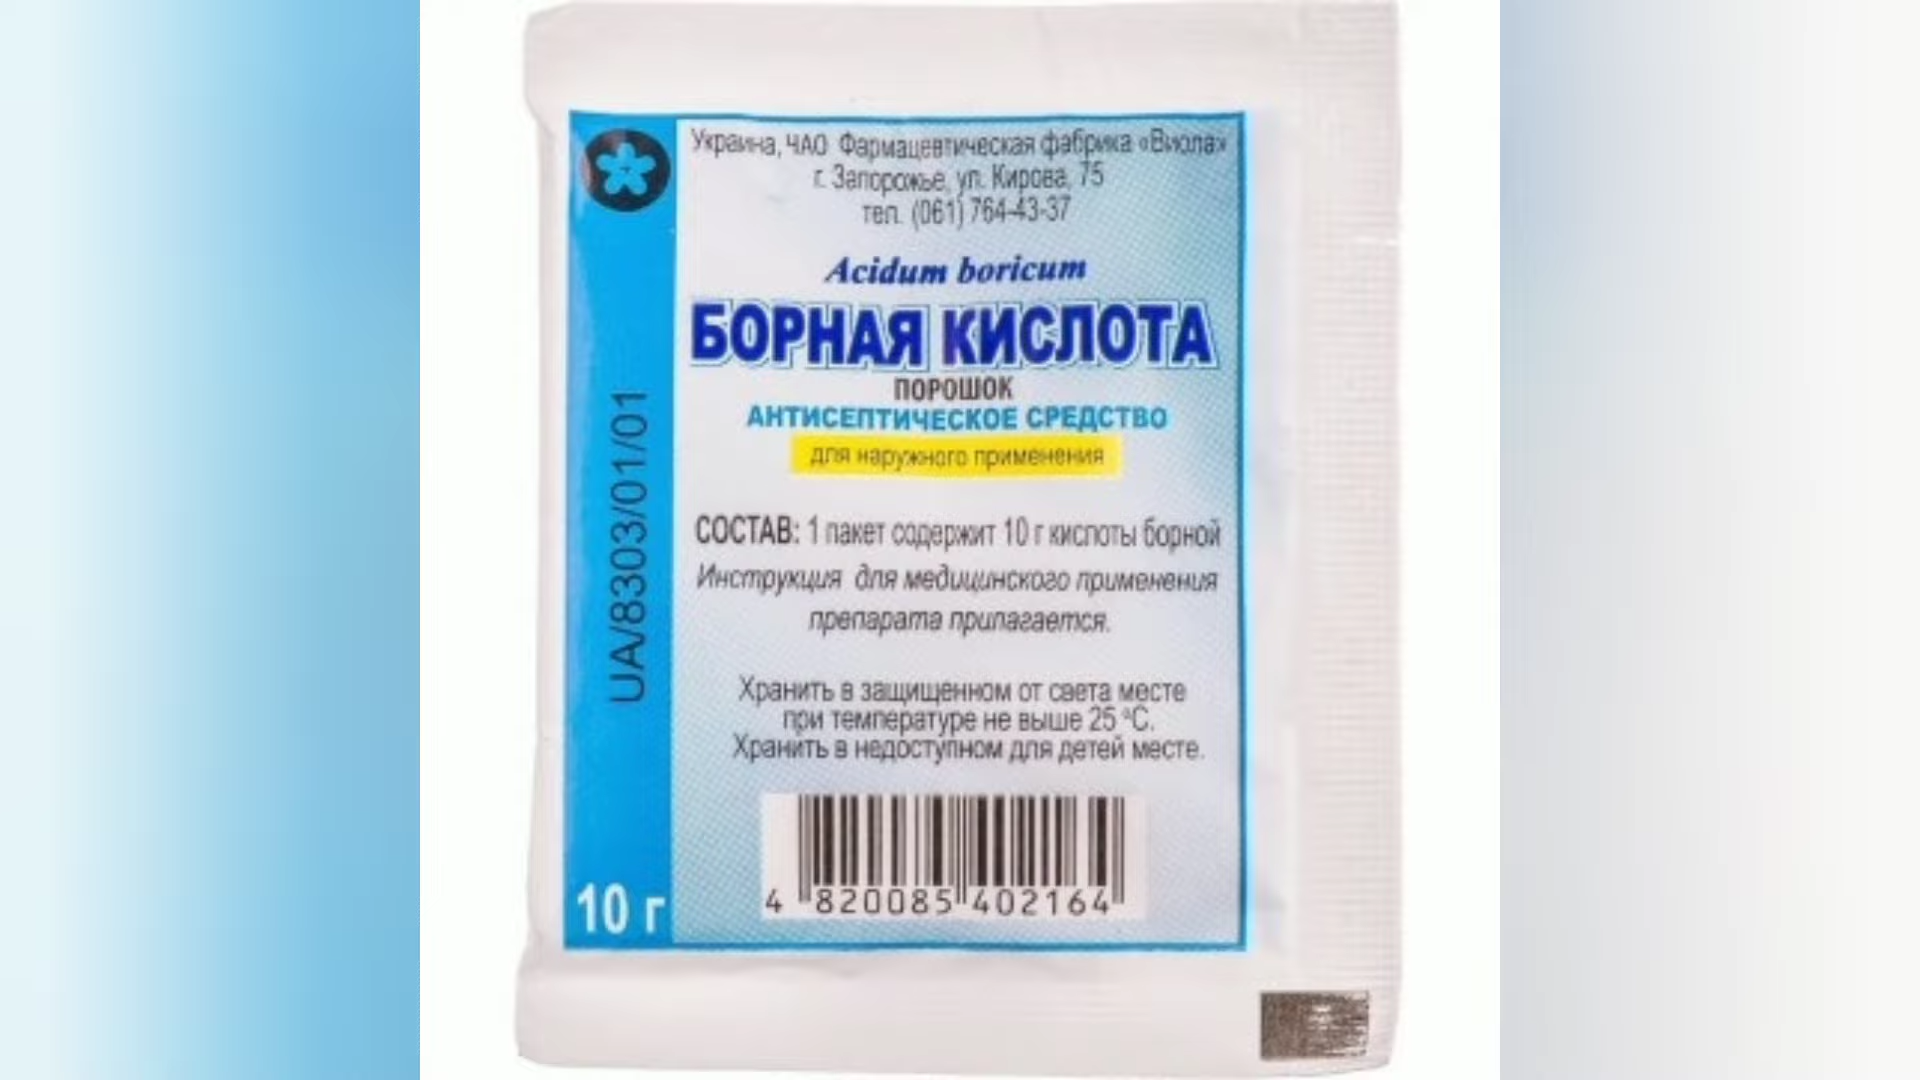 Украина, ЧАО Фармацевтическая фабрика «Виола»
г. Запорожье, ул. Кирова, 75
тел. (061) 764-43-37
Acidum boricum
БОРНАЯ КИСЛОТА
ПОРОШОК
АНТИСЕПТИЧЕСКОЕ СРЕДСТВО
для наружного применения
СОСТАВ: 1 пакет содержит 10 г кислоты борной
Инструкция для медицинского применения
препарата прилагается.
Хранить в защищенном от света месте
при температуре не выше 25 °С.
Хранить в недоступном для детей месте.
4 820085 402164
UA/8303/01/01
10 г